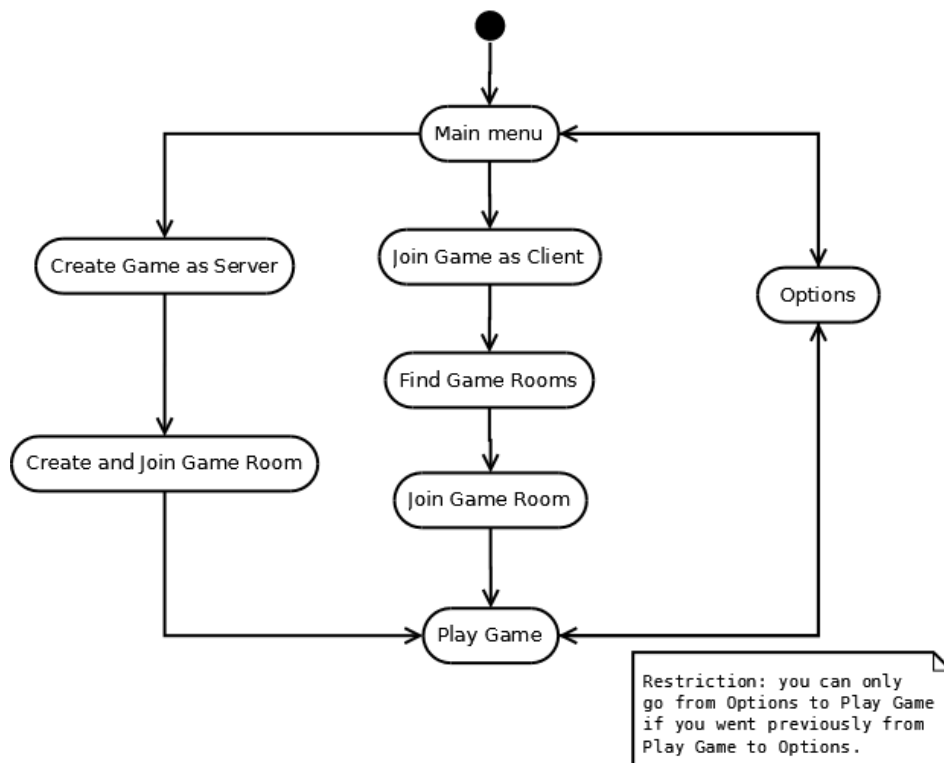 Main menu
Create Game as Server
Join Game as Client
Options
Find Game Rooms
Create and Join Game Room
Join Game Room
Play Game
Restriction: you can only
go from Options to Play Game
if you went previously from
Play Game to Options.